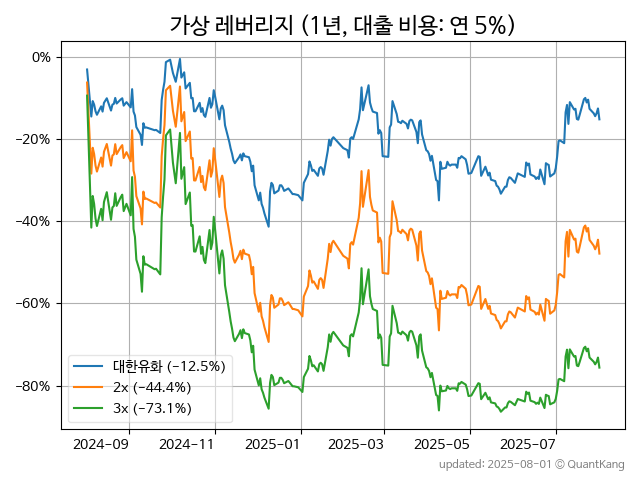 가상 레버리지 (1년, 대출 비용: 연 5%)
0%
−20%
−40%
−60%
−80%
대한유화 (−12.5%)
2x (−44.4%)
3x (−73.1%)
2024-09 2024-11 2025-01 2025-03 2025-05 2025-07
updated: 2025-08-01 © QuantKang